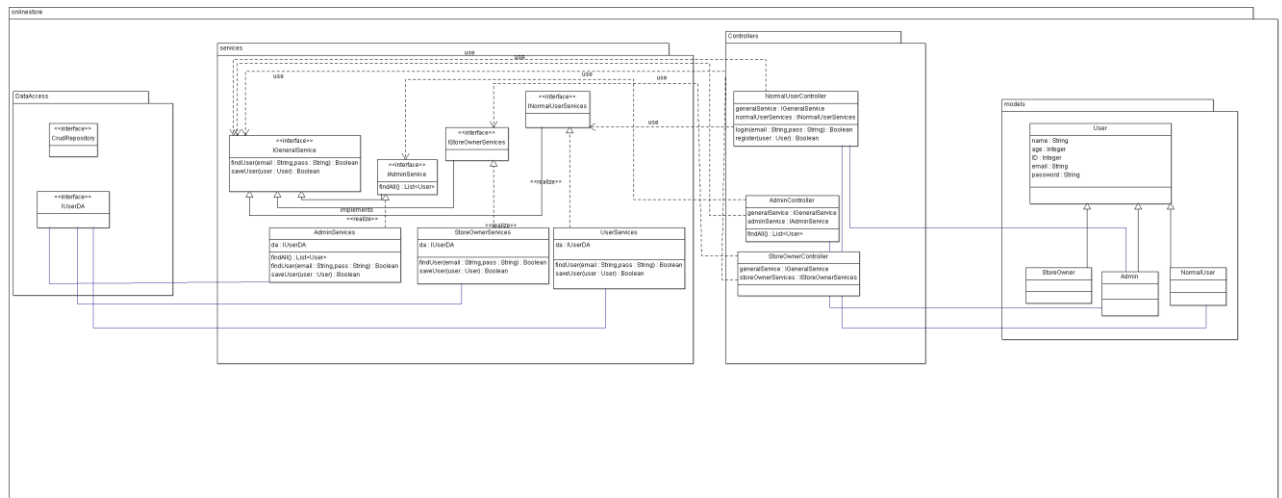 onlinestore
DataAccess
<<interface>>
CrudRepository
<<interface>>
IUserDA
services
use
use
use
use
use
use
<<interface>>
INormalUserServices
<<interface>>
IStoreOwnerServices
<<interface>>
IGeneralService
findUser(email : String,pass : String) : Boolean
saveUser(user : User) : Boolean
<<interface>>
IAdminService
findAll() : List<User>
<<realize>>
implements
<<realize>>
<<realize>>
AdminServices
da : IUserDA
findAll() : List<User>
findUser(email : String,pass : String) : Boolean
saveUser(user : User) : Boolean
StoreOwnerServices
da : IUserDA
findUser(email : String,pass : String) : Boolean
saveUser(user : User) : Boolean
UserServices
da : IUserDA
findUser(email : String,pass : String) : Boolean
saveUser(user : User) : Boolean
Controllers
NormalUserController
generalService : IGeneralService
normalUserServices : INormalUserServices
login(email : String,pass : String) : Boolean
register(user : User) : Boolean
use
AdminController
generalService : IGeneralService
adminService : IAdminService
findAll() : List<User>
StoreOwnerController
generalService : IGeneralService
storeOwnerServices : IStoreOwnerServices
models
User
name : String
age : Integer
ID : Integer
email : String
password : String
StoreOwner
Admin
NormalUser